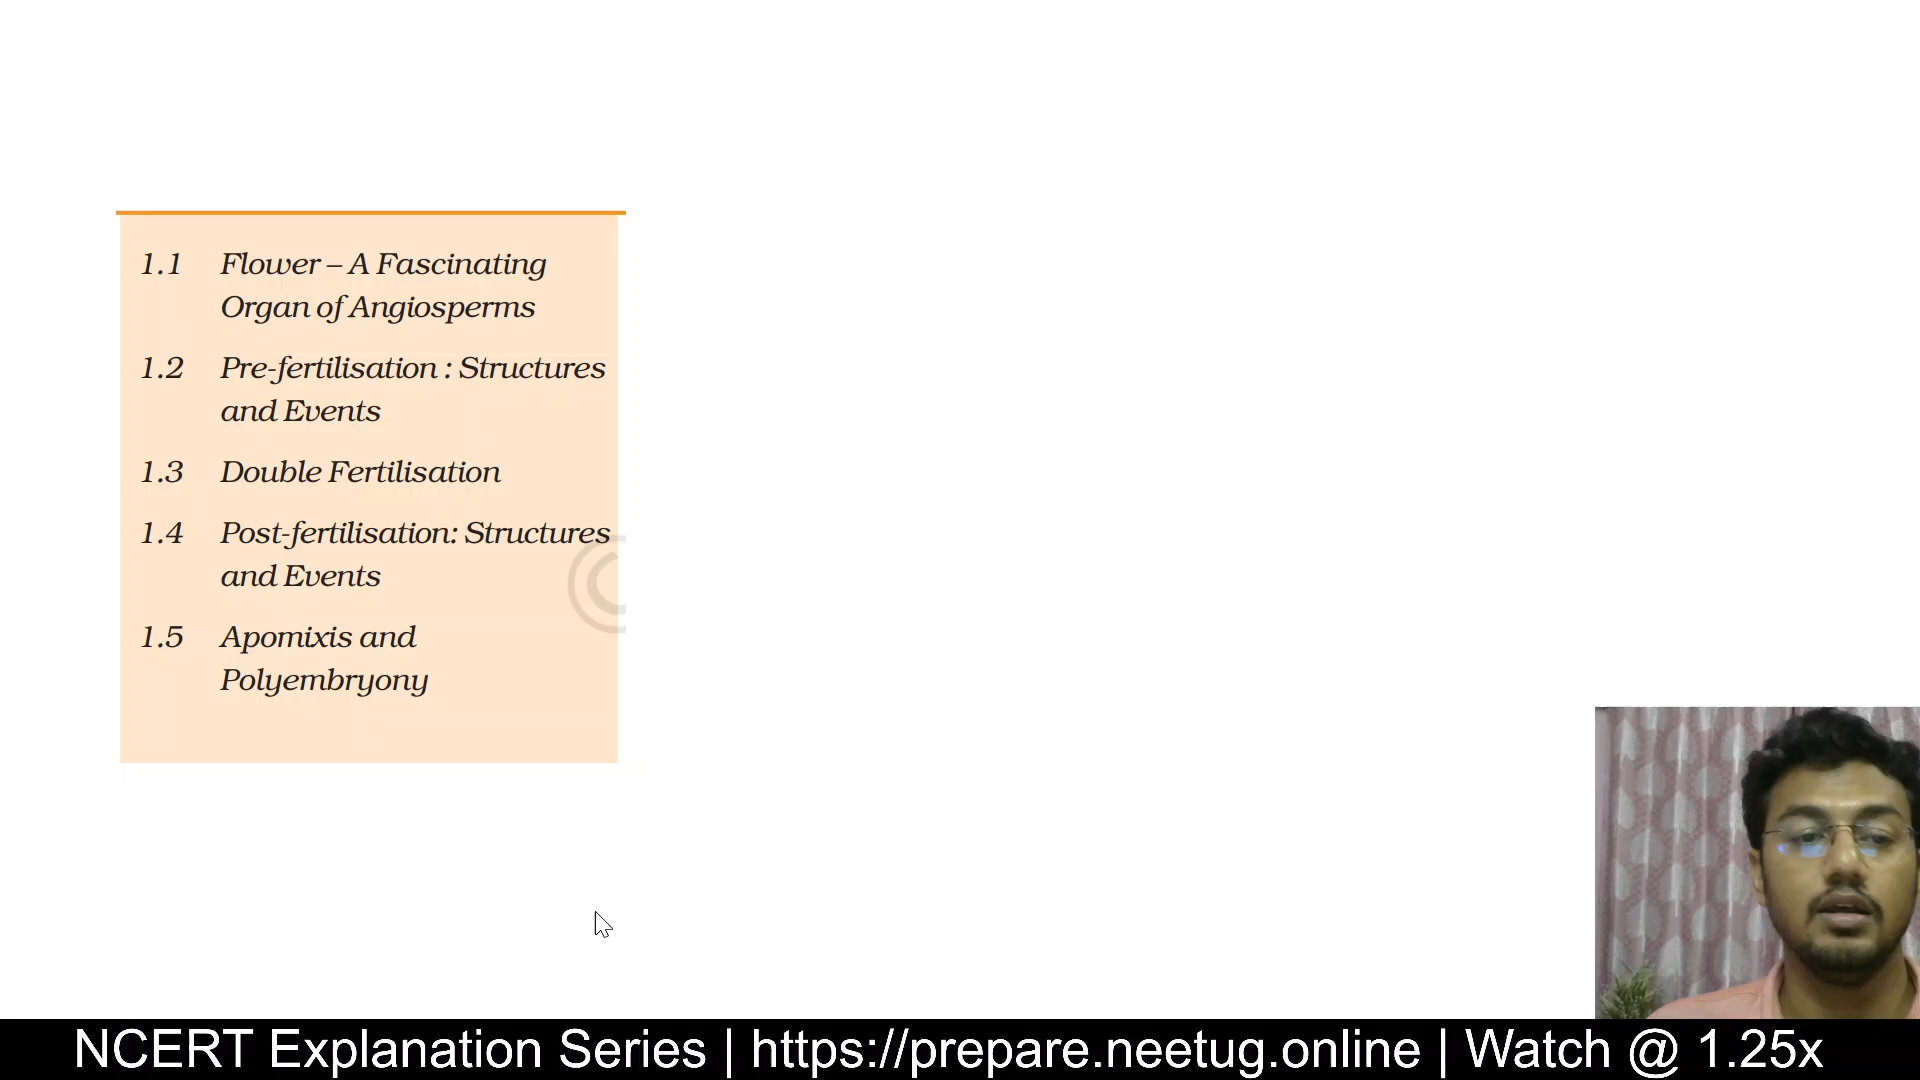 1.1 Flower – A Fascinating
Organ of Angiosperms
1.2 Pre-fertilisation : Structures
and Events
1.3 Double Fertilisation
1.4 Post-fertilisation: Structures
and Events
1.5 Apomixis and
Polyembryony
©
NCERT Explanation Series | https://prepare.neetug.online | Watch @ 1.25x